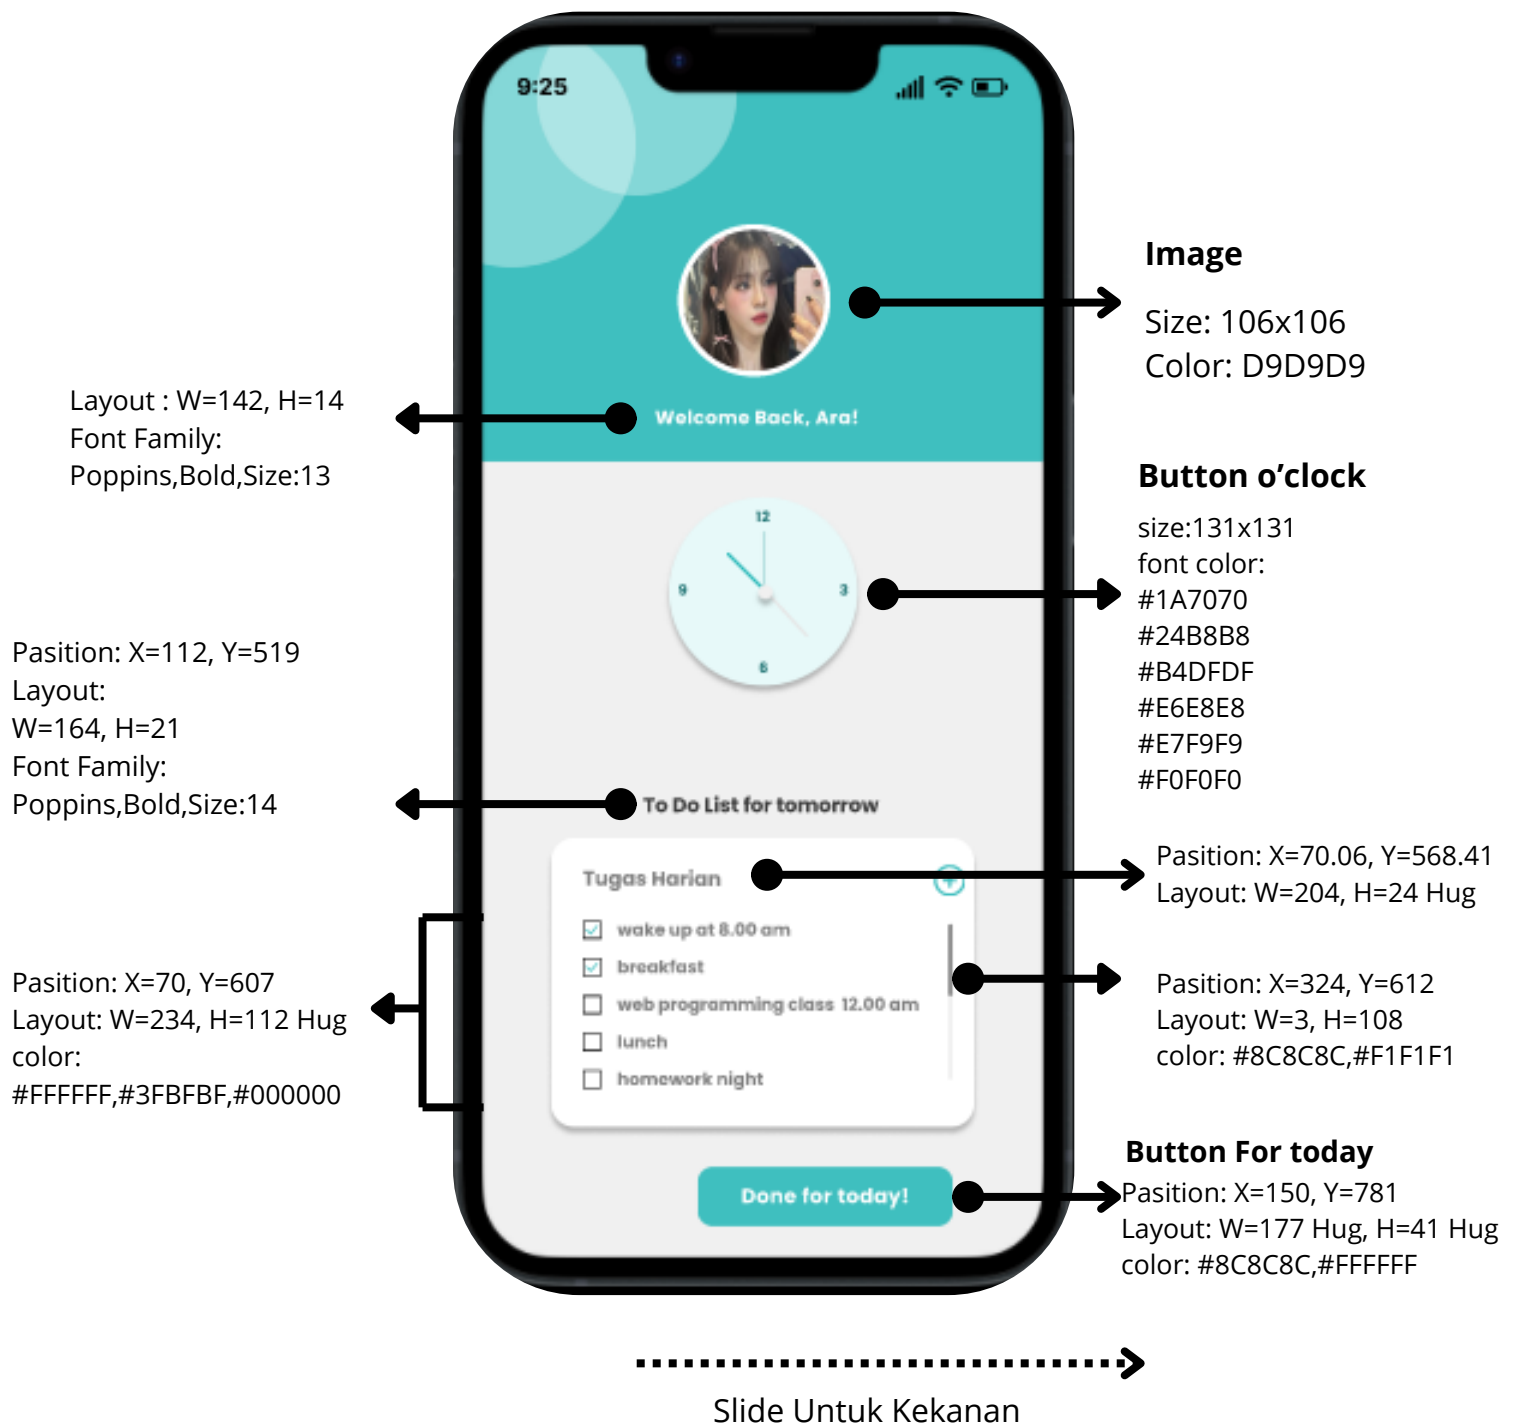 9:25
Image
Size: 106x106
Color: D9D9D9
Layout : W=142, H=14
Font Family:
Poppins,Bold,Size:13
Welcome Back, Ara!
Button o’clock
size:131x131
font color:
#1A7070
#24B8B8
#B4DFDF
#E6E8E8
#E7F9F9
#F0F0F0
12
9
3
6
Pasition: X=112, Y=519
Layout:
W=164, H=21
Font Family:
Poppins,Bold,Size:14
To Do List for tomorrow
Tugas Harian
Pasition: X=70.06, Y=568.41
Layout: W=204, H=24 Hug
wake up at 8.00 am
breakfast
web programming class 12.00 am
lunch
homework night
Pasition: X=70, Y=607
Layout: W=234, H=112 Hug
color:
#FFFFFF,#3FBFBF,#000000
Pasition: X=324, Y=612
Layout: W=3, H=108
color: #8C8C8C,#F1F1F1
Button For today
Pasition: X=150, Y=781
Layout: W=177 Hug, H=41 Hug
color: #8C8C8C,#FFFFFF
Done for today!
Slide Untuk Kekanan